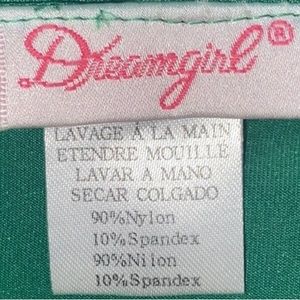 Dreamgirl®
LAVAGE À LA MAIN
ETENDRE MOUILLE
LAVAR A MANO
SECAR COLGADO
90%Nylon
10%Spandex
90%Nilon
10%Spandex